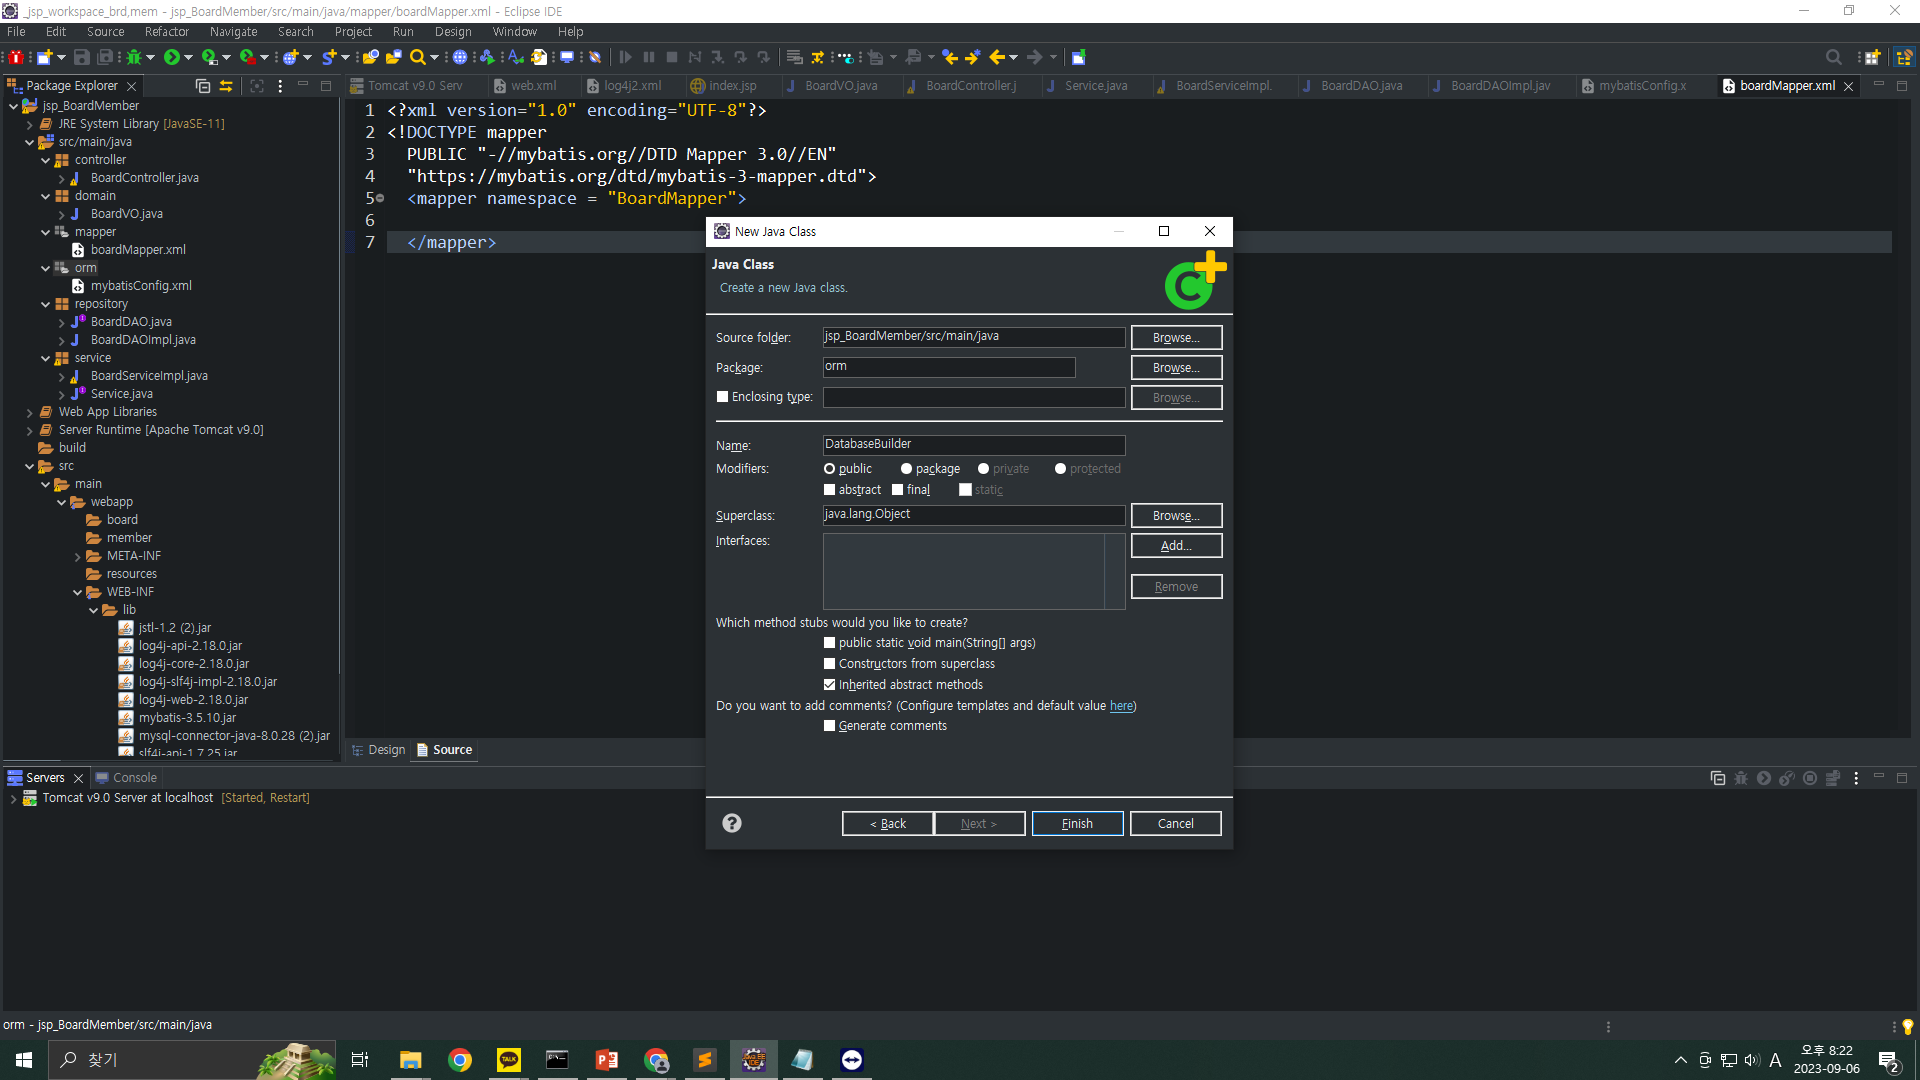 _jsp_workspace_brd,mem - jsp_BoardMember/src/main/java/mapper/boardMapper.xml - Eclipse IDE
File Edit Source Refactor Navigate Search Project Run Design Window Help
Package Explorer
Tomcat v9.0 Serv
web.xml
log4j2.xml
index.jsp
BoardVO.java
BoardController.j
Service.java
BoardServiceImpl.
BoardDAO.java
BoardDAOImpl.jav
mybatisConfig.x
boardMapper.xml
jsp_BoardMember
JRE System Library [JavaSE-11]
src/main/java
controller
BoardController.java
domain
BoardVO.java
mapper
boardMapper.xml
orm
mybatisConfig.xml
repository
BoardDAO.java
BoardDAOImpl.java
service
BoardServiceImpl.java
Service.java
Web App Libraries
Server Runtime [Apache Tomcat v9.0]
build
src
main
webapp
board
member
META-INF
resources
WEB-INF
lib
jstl-1.2 (2).jar
log4j-api-2.18.0.jar
log4j-core-2.18.0.jar
log4j-slf4j-impl-2.18.0.jar
log4j-web-2.18.0.jar
mybatis-3.5.10.jar
mysql-connector-java-8.0.28 (2).jar
slf4j-api-1.7.25.jar
1 <?xml version="1.0" encoding="UTF-8"?>
2 <!DOCTYPE mapper
3 PUBLIC "-//mybatis.org//DTD Mapper 3.0//EN"
4 "https://mybatis.org/dtd/mybatis-3-mapper.dtd">
5 <mapper namespace = "BoardMapper">
6
7 </mapper>
Design Source
New Java Class
Java Class
Create a new Java class.
Source folder: jsp_BoardMember/src/main/java Browse...
Package: orm Browse...
Enclosing type: Browse...
Name: DatabaseBuilder
Modifiers: public package private protected
abstract final static
Superclass: java.lang.Object Browse...
Interfaces: Add...
Remove
Which method stubs would you like to create?
public static void main(String[] args)
Constructors from superclass
Inherited abstract methods
Do you want to add comments? (Configure templates and default value here)
Generate comments
< Back Next > Finish Cancel
Servers Console
Tomcat v9.0 Server at localhost [Started, Restart]
orm - jsp_BoardMember/src/main/java
찾기
TALK
A
오후 8:22
2023-09-06
2